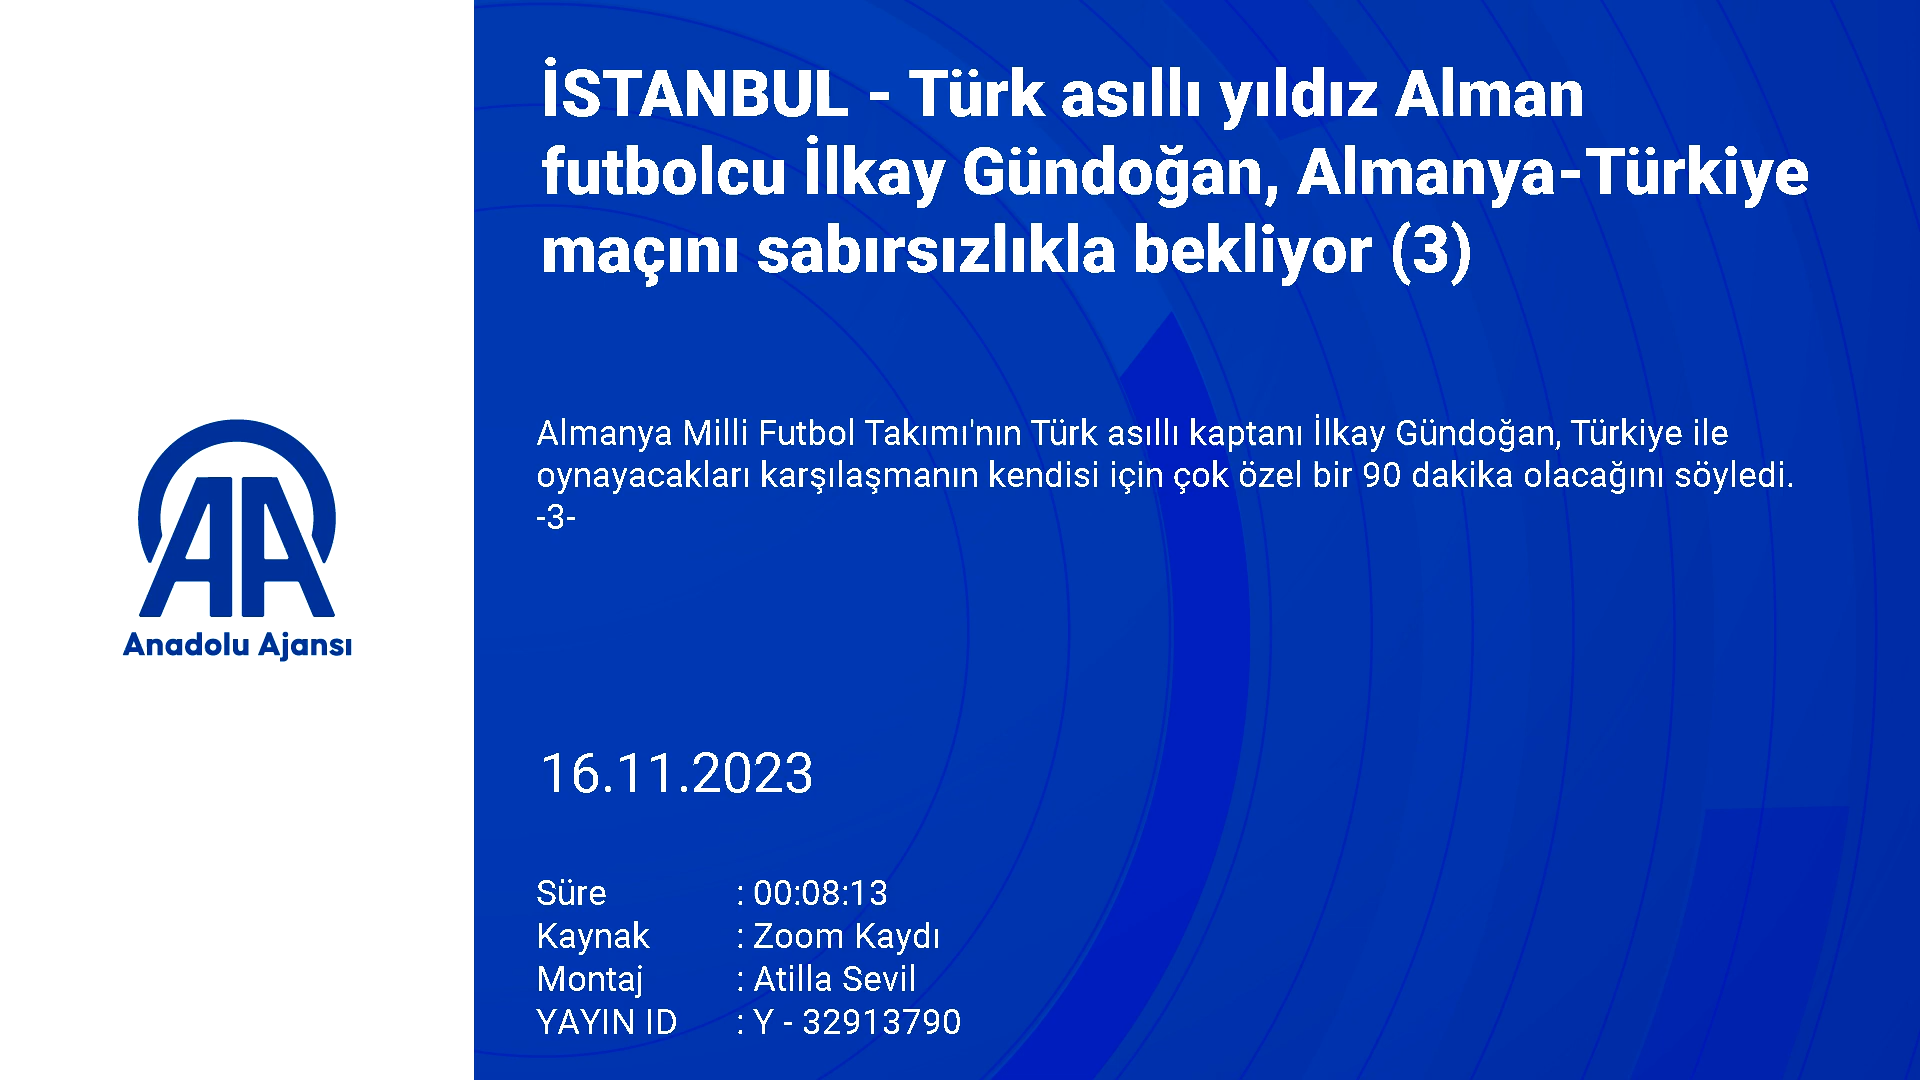 İSTANBUL - Türk asıllı yıldız Alman
futbolcu İlkay Gündoğan, Almanya-Türkiye
maçını sabırsızlıkla bekliyor (3)
Almanya Milli Futbol Takımı'nın Türk asıllı kaptanı İlkay Gündoğan, Türkiye ile
oynayacakları karşılaşmanın kendisi için çok özel bir 90 dakika olacağını söyledi.
-3-
AA
Anadolu Ajansı
16.11.2023
Süre : 00:08:13
Kaynak : Zoom Kaydı
Montaj : Atilla Sevil
YAYIN ID : Y - 32913790